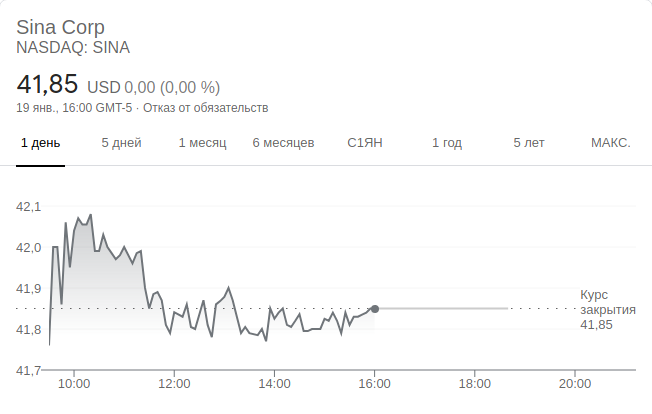 Sina Corp
NASDAQ: SINA
41,85 USD 0,00 (0,00 %)
19 янв., 16:00 GMT-5 · Отказ от обязательств
1 день 5 дней 1 месяц 6 месяцев С1ЯН 1 год 5 лет МАКС.
42,1
42,0
41,9
41,8
41,7
Курс
закрытия
41,85
10:00 12:00 14:00 16:00 18:00 20:00